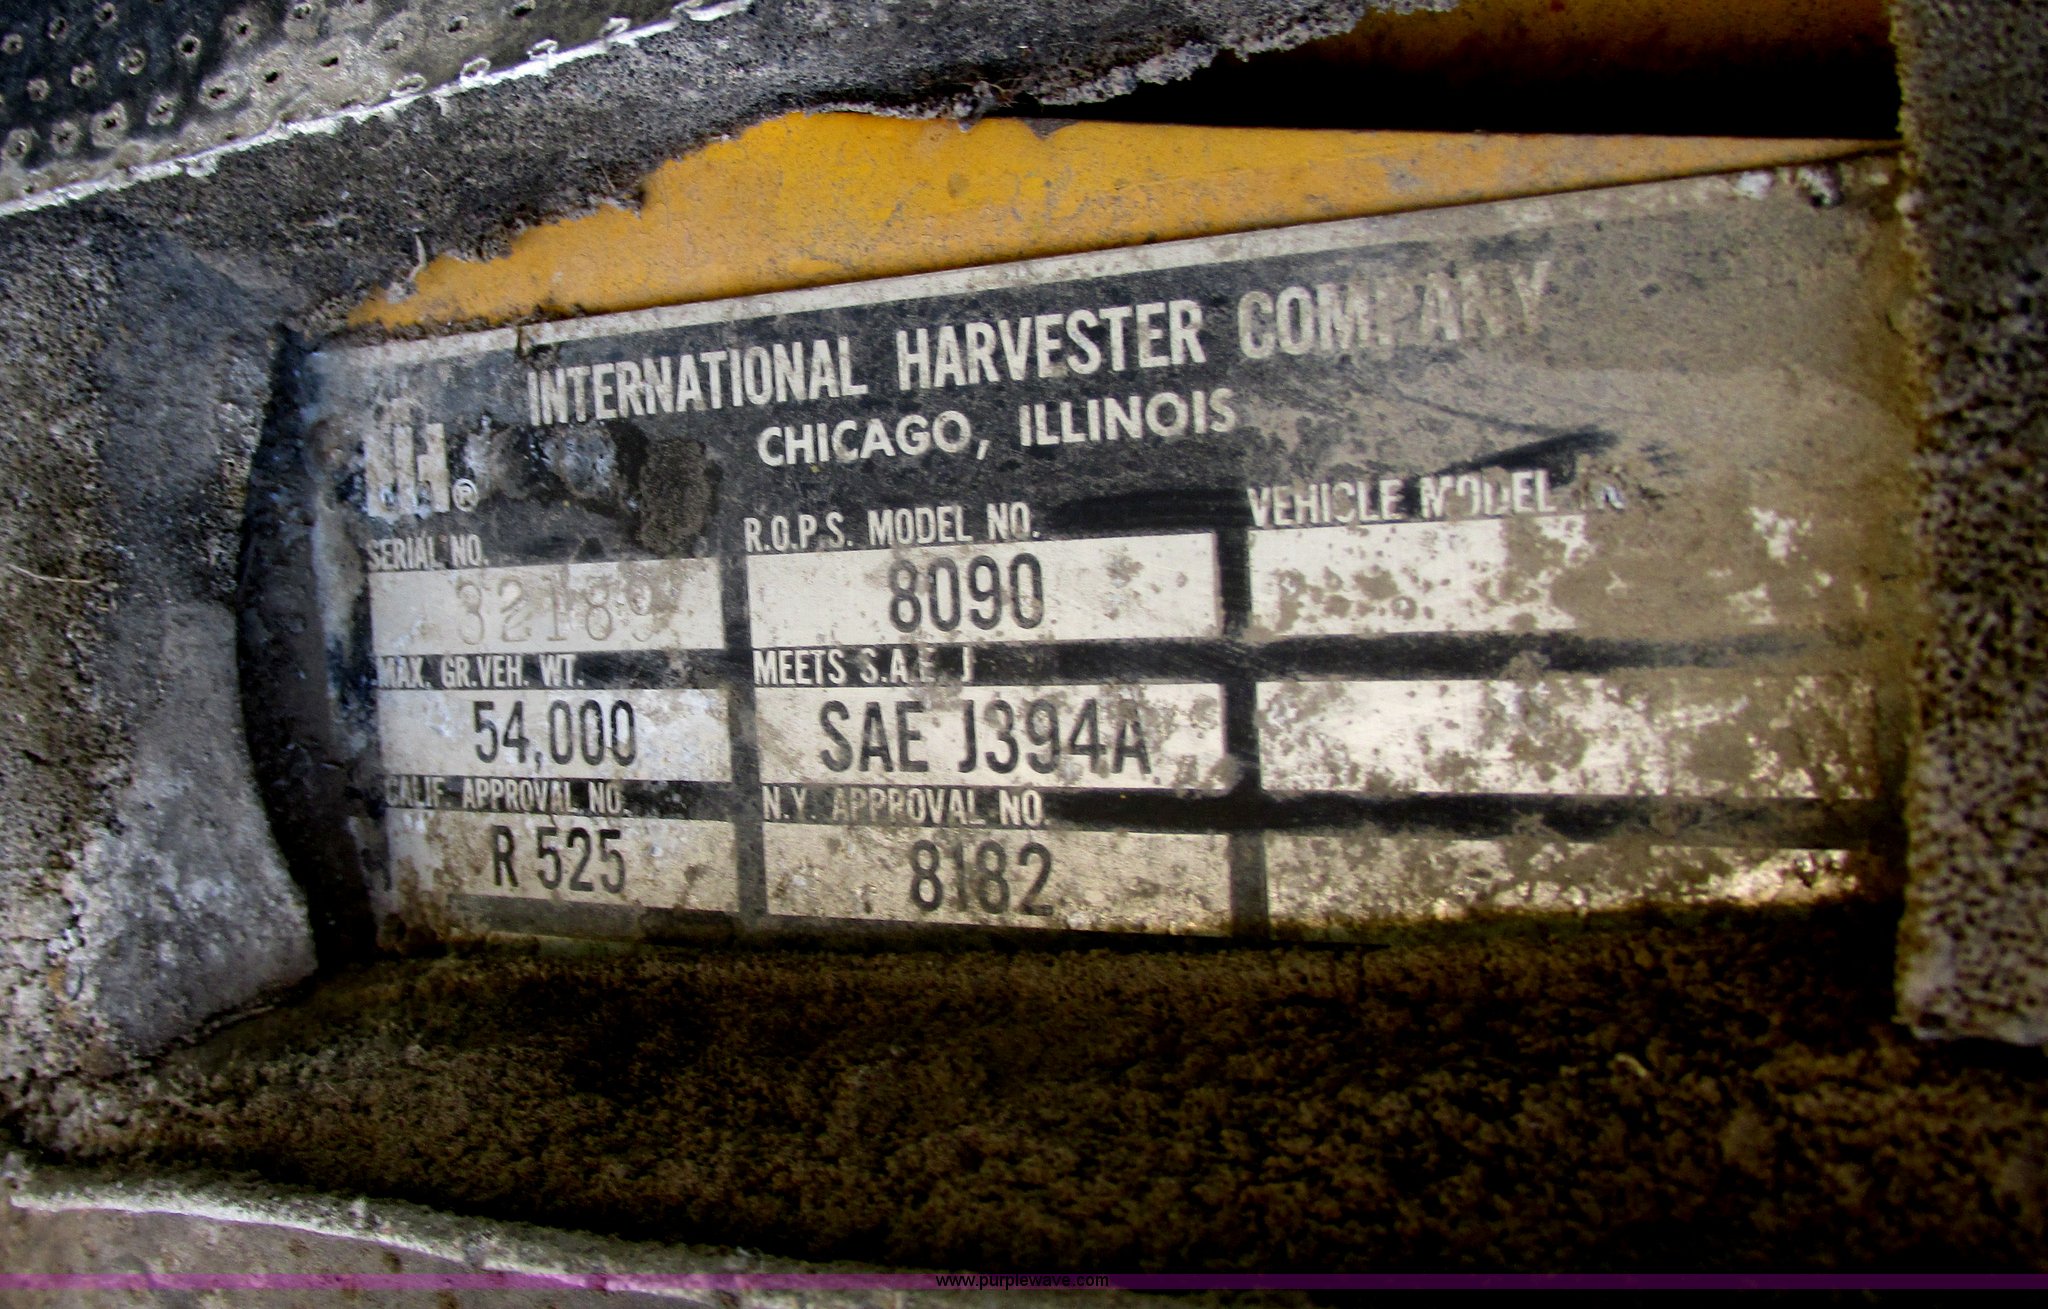 INTERNATIONAL HARVESTER COMPANY
CHICAGO, ILLINOIS
IH ®
SERIAL NO. R.O.P.S. MODEL NO. VEHICLE MODEL
32189 8090
MAX. GR. VEH. WT. MEETS S.A.E. J
54,000 SAE J394A
CALIF. APPROVAL NO. N.Y. APPROVAL NO.
R 525 8182
www.purplewave.com